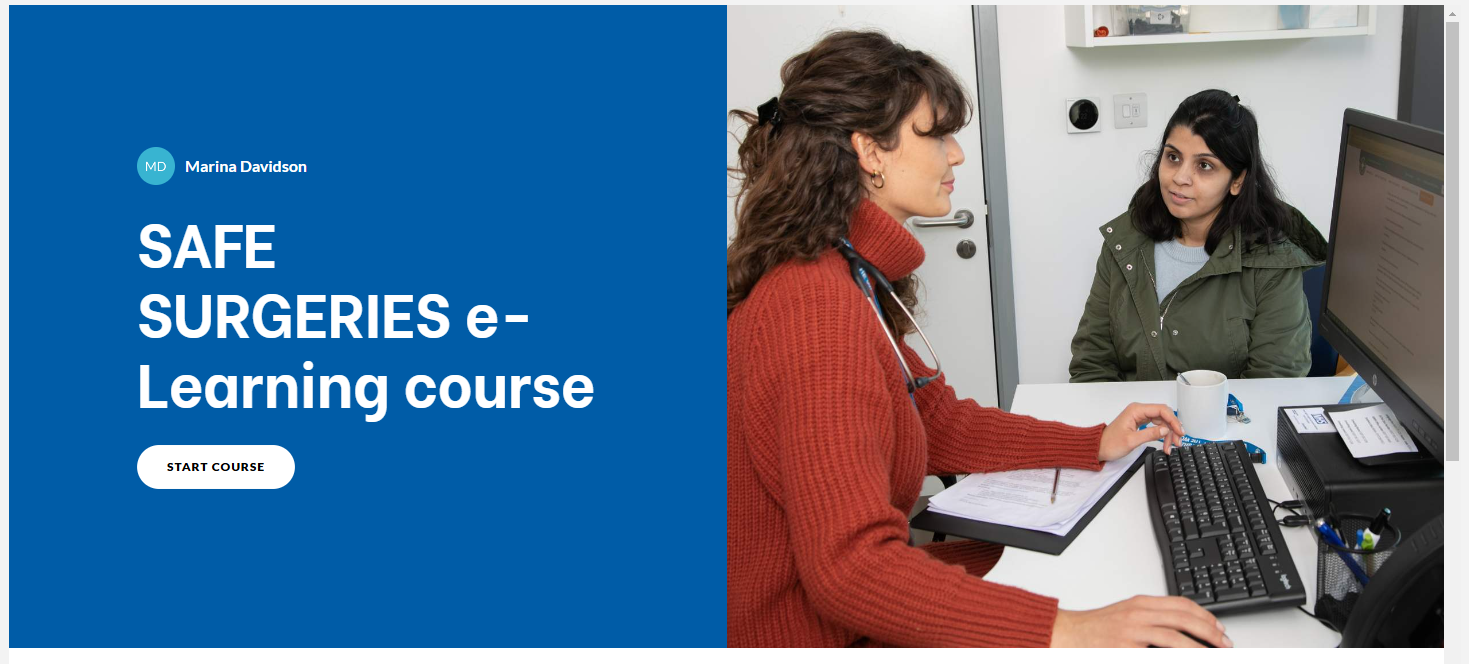 MD Marina Davidson
SAFE
SURGERIES e-
Learning course
START COURSE